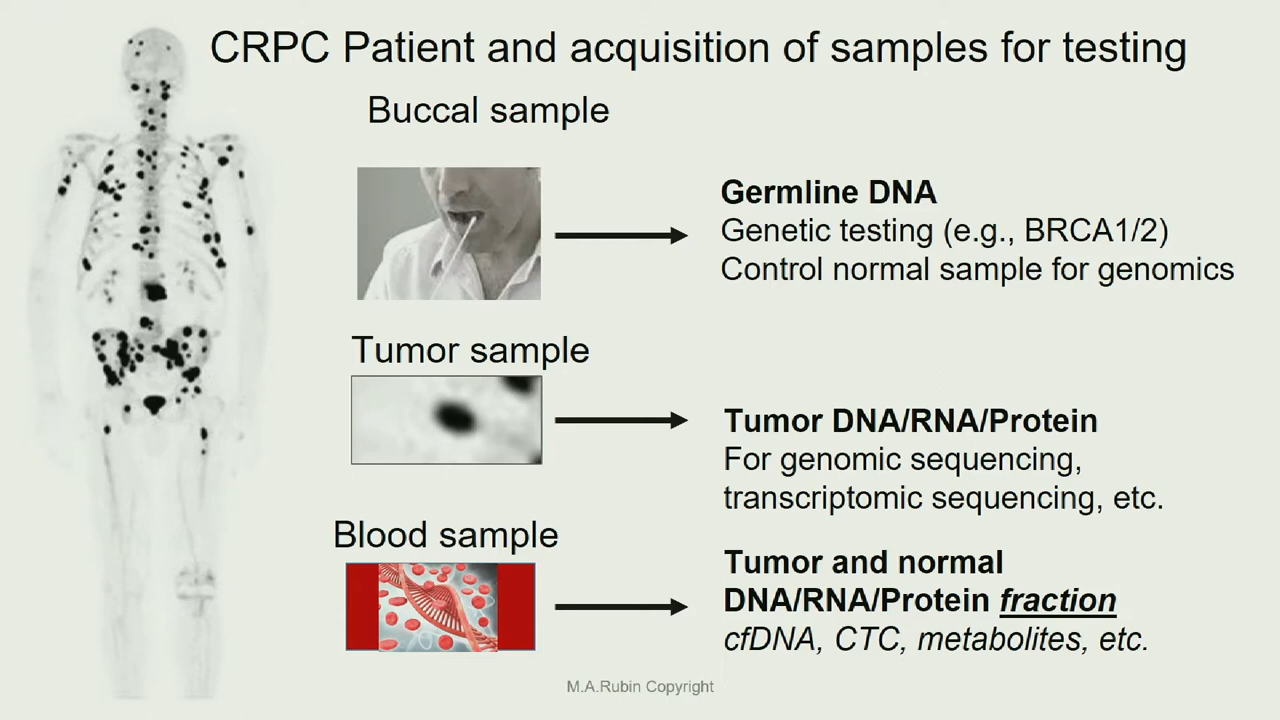 CRPC Patient and acquisition of samples for testing
Buccal sample
Germline DNA
Genetic testing (e.g., BRCA1/2)
Control normal sample for genomics
Tumor sample
Tumor DNA/RNA/Protein
For genomic sequencing,
transcriptomic sequencing, etc.
Blood sample
Tumor and normal
DNA/RNA/Protein fraction
cfDNA, CTC, metabolites, etc.
M.A.Rubin Copyright